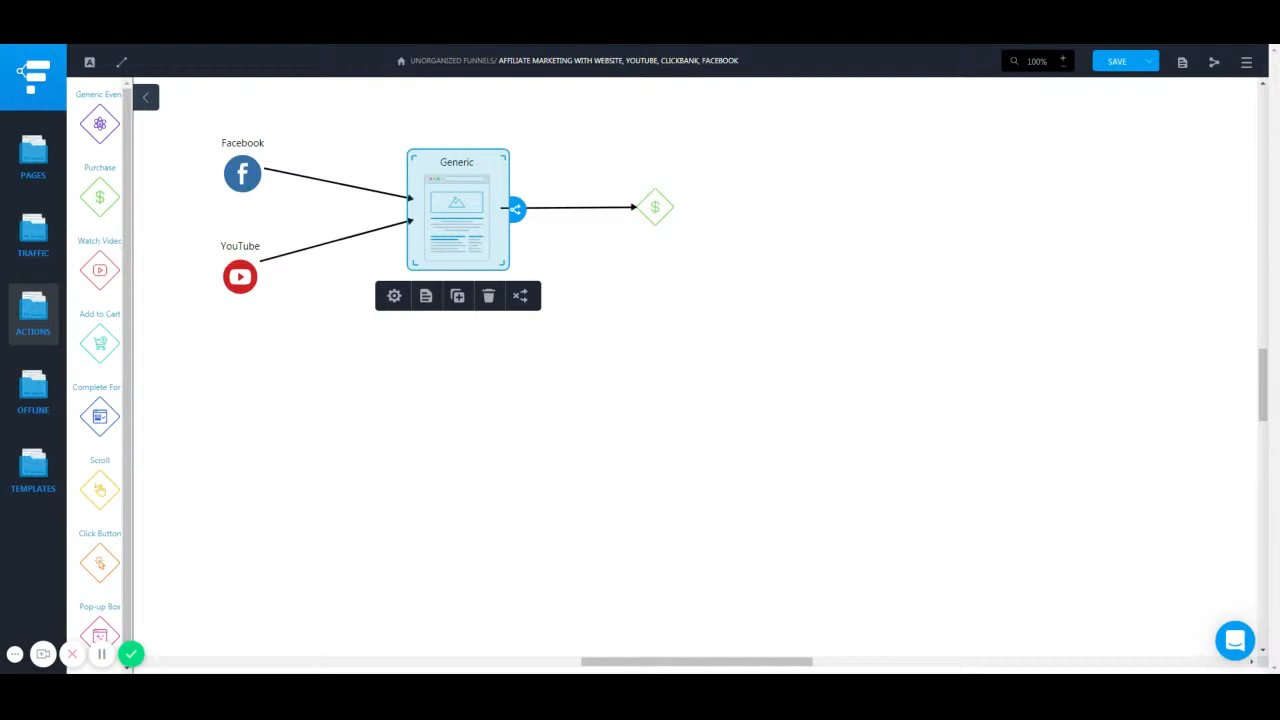 UNORGANIZED FUNNELS/ AFFILIATE MARKETING WITH WEBSITE, YOUTUBE, CLICKBANK, FACEBOOK
100%
SAVE
PAGES
TRAFFIC
ACTIONS
OFFLINE
TEMPLATES
Generic Even
Purchase
Watch Videc
Add to Cart
Complete For
Scroll
Click Button
Pop-up Box
Facebook
YouTube
Generic